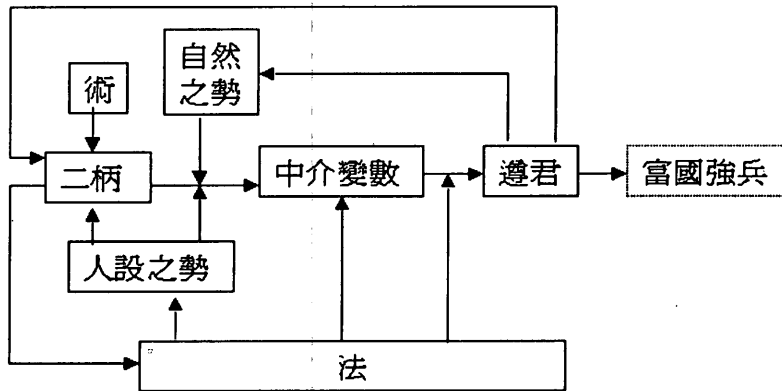 自然
之勢
術
二柄
中介變數
遵君
富國強兵
人設之勢
法